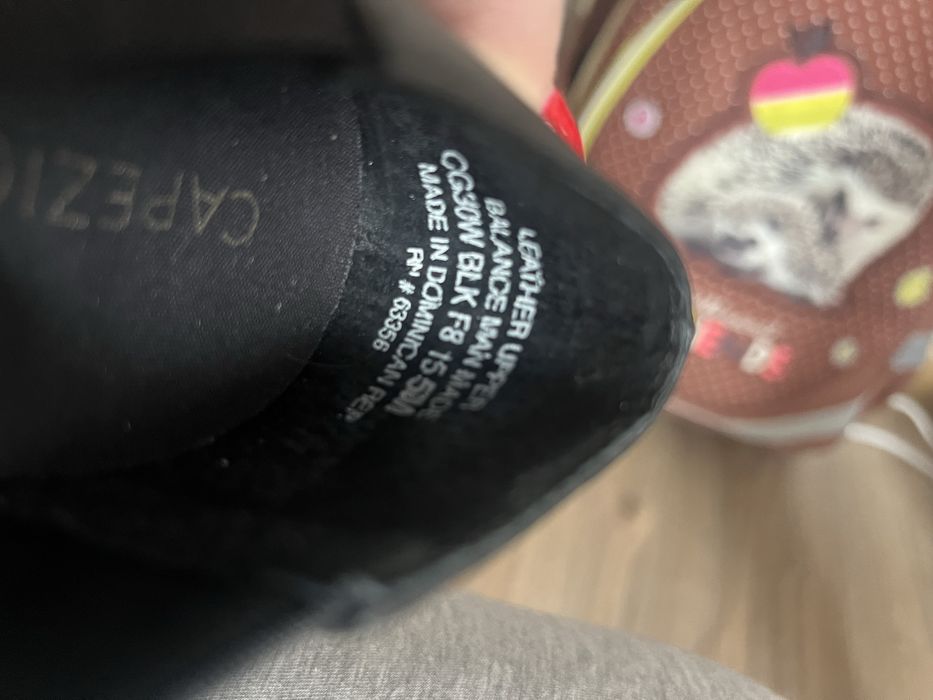 CAPEZIO
LEATHER UPPER
BALANCE MAN MADE
CG30W BLK F8 15.5M
MADE IN DOMINICAN REP.
RN # 63356